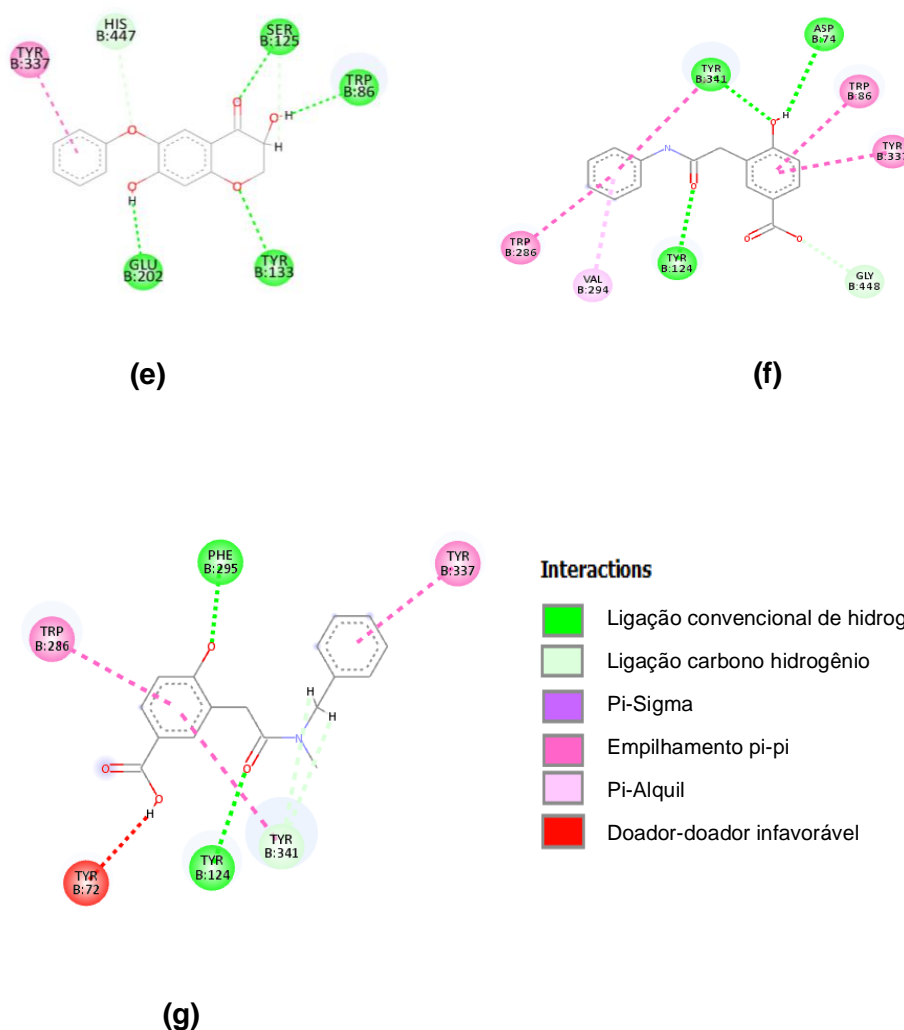 HIS
B:447
SER
B:125
TYR
B:337
TRP
B:86
O
O
O
H
H
O
O
H
GLU
B:202
TYR
B:133
(e)
ASP
B:74
TYR
B:341
TRP
B:86
TYR
B:337
H
O
N
O
O
O
TRP
B:286
TYR
B:124
VAL
B:294
GLY
B:448
(f)
PHE
B:295
TYR
B:337
TRP
B:286
O
H
H
N
O
O
O
H
TYR
B:341
TYR
B:124
TYR
B:72
(g)
Interactions
Ligação convencional de hidrog
Ligação carbono hidrogênio
Pi-Sigma
Empilhamento pi-pi
Pi-Alquil
Doador-doador infavorável